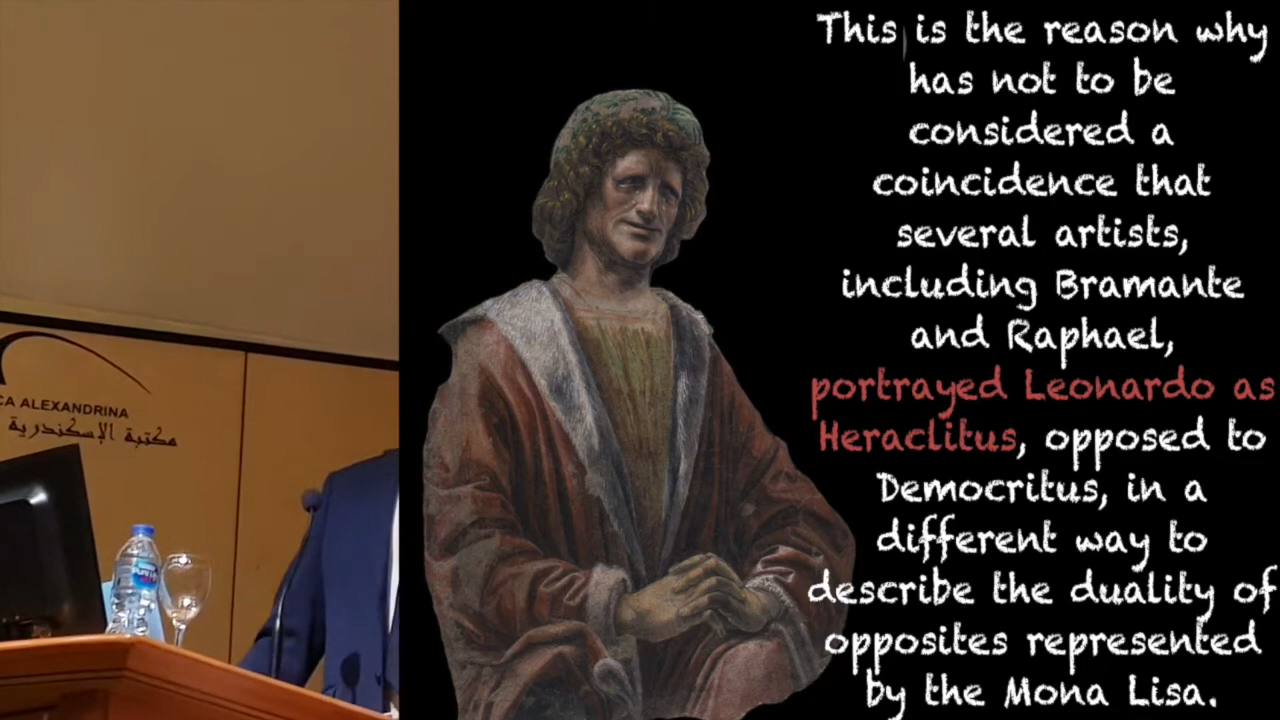 CA ALEXANDRINA
مكتبة الإسكندرية
This is the reason why
has not to be
considered a
coincidence that
several artists,
including Bramante
and Raphael,
portrayed Leonardo as
Heraclitus, opposed to
Democritus, in a
different way to
describe the duality of
opposites represented
by the Mona Lisa.